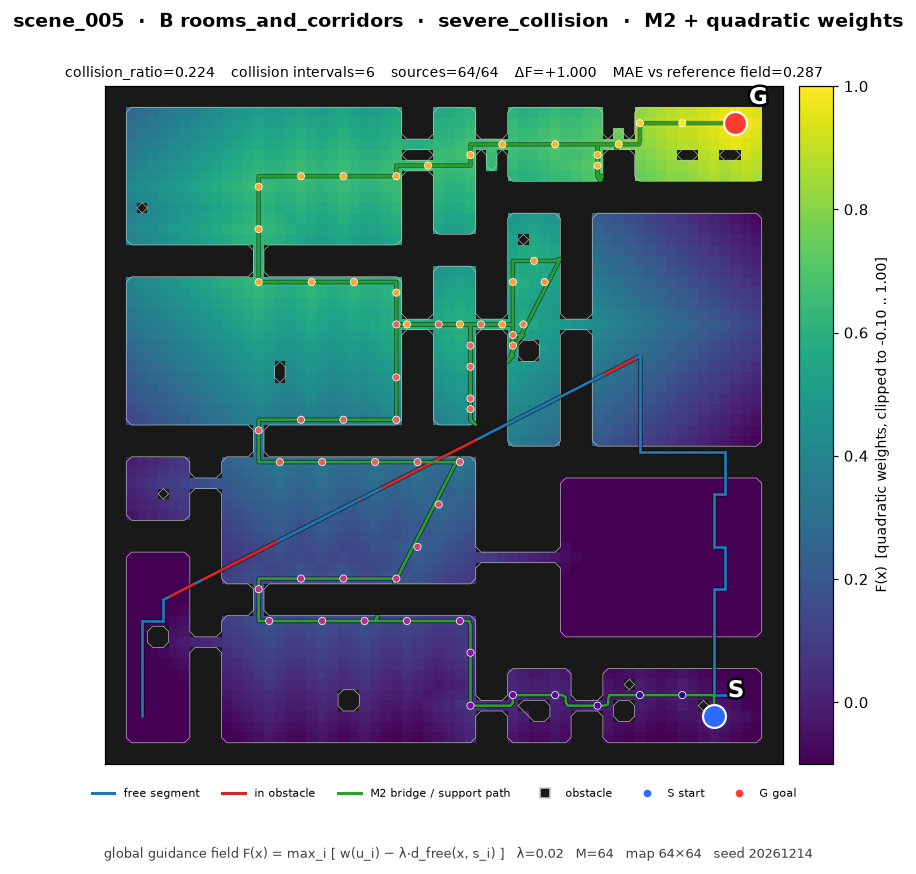 scene_005 · B rooms_and_corridors · severe_collision · M2 + quadratic weights
collision_ratio=0.224 collision intervals=6 sources=64/64 ΔF=+1.000 MAE vs reference field=0.287
G
S
1.0
0.8
0.6
0.4
0.2
0.0
F(x) [quadratic weights, clipped to -0.10 .. 1.00]
free segment in obstacle M2 bridge / support path obstacle S start G goal
global guidance field F(x) = max_i [ w(u_i) − λ·d_free(x, s_i) ] λ=0.02 M=64 map 64×64 seed 20261214